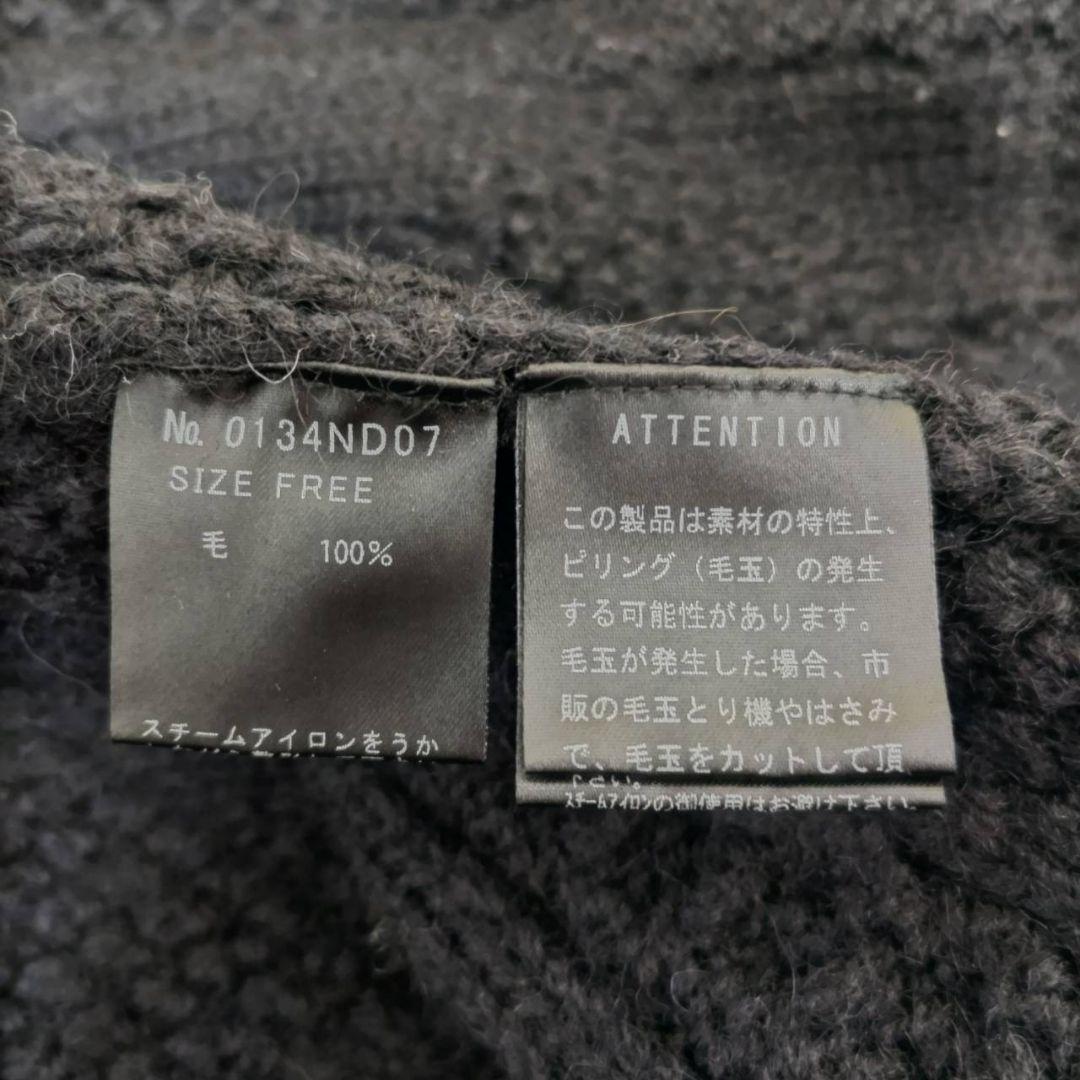 No. 0134ND07
SIZE FREE
毛 100%
スチームアイロンをうか
ATTENTION
この製品は素材の特性上、
ピリング（毛玉）の発生
する可能性があります。
毛玉が発生した場合、市
販の毛玉とり機やはさみ
で、毛玉をカットして頂
スチームアイロンの御使用はお避け下さい。